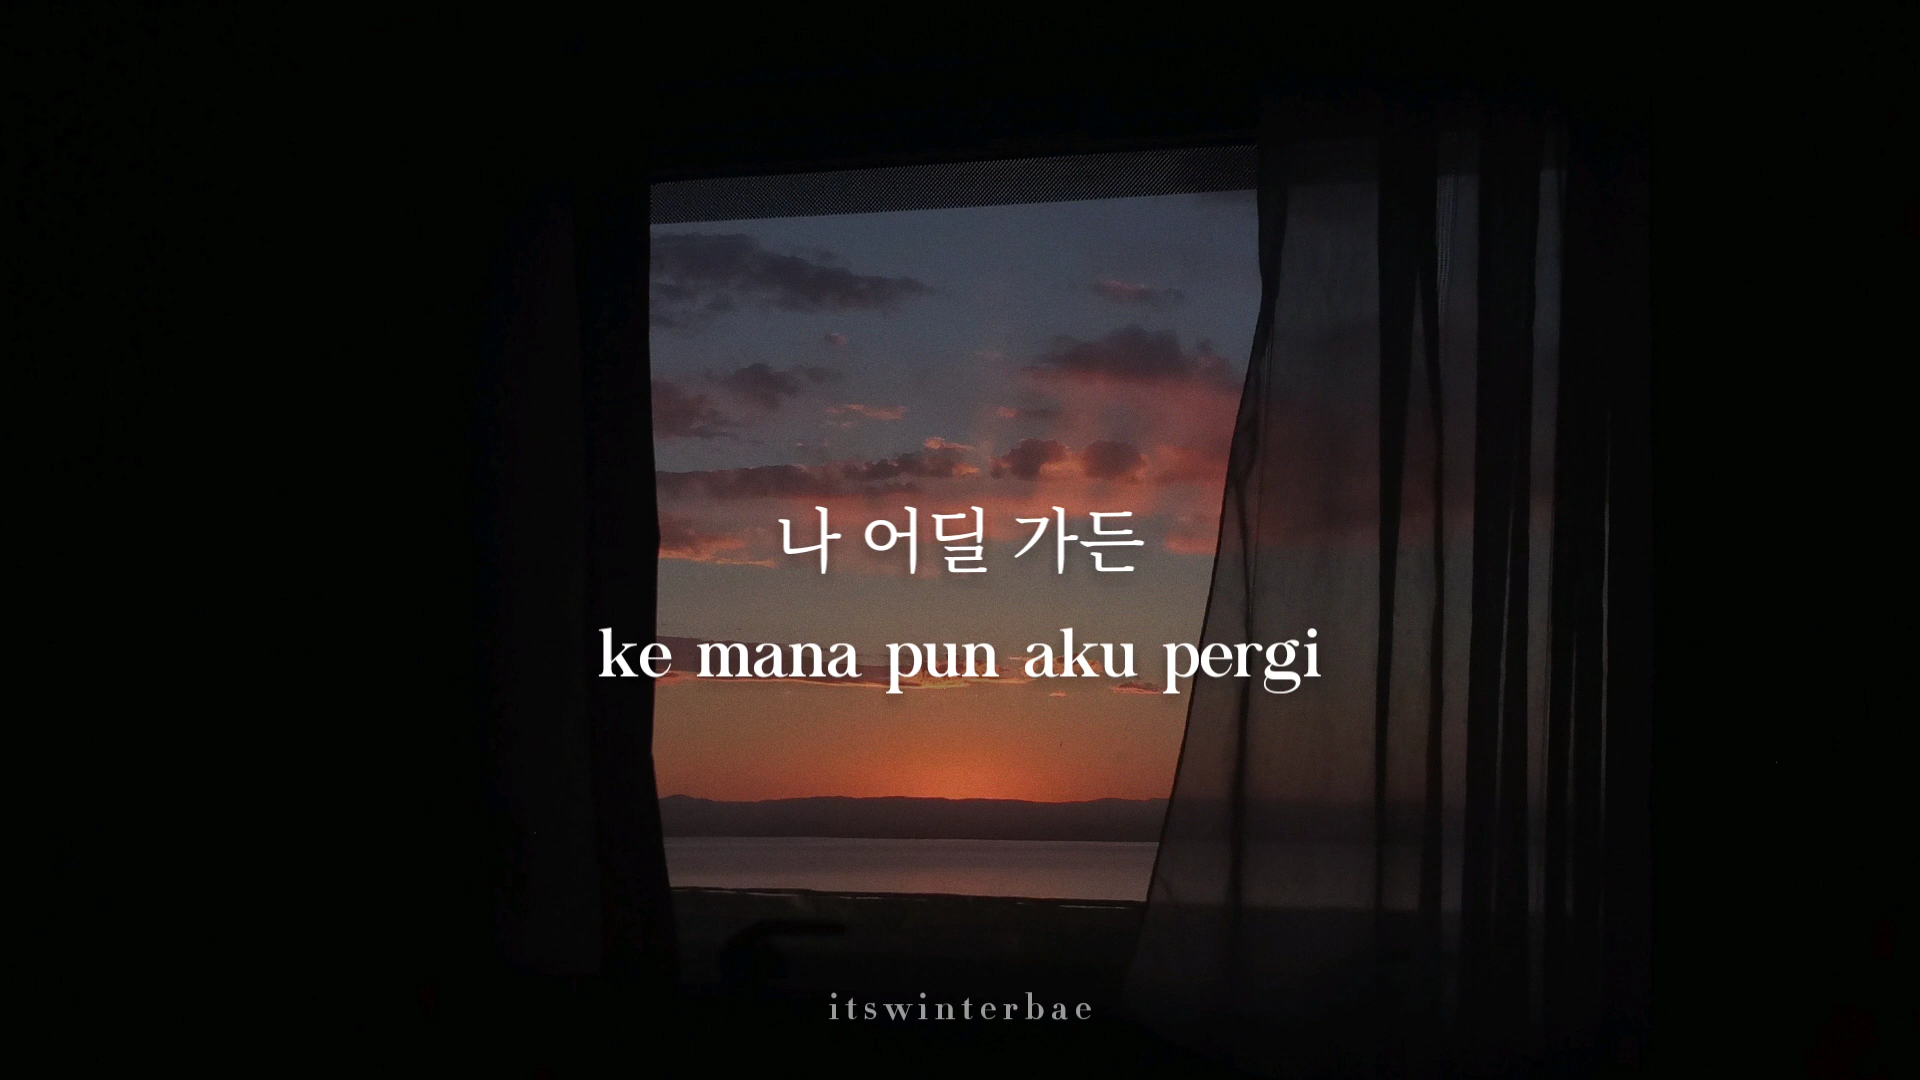 나 어딜 가든
ke mana pun aku pergi
itswinterbae